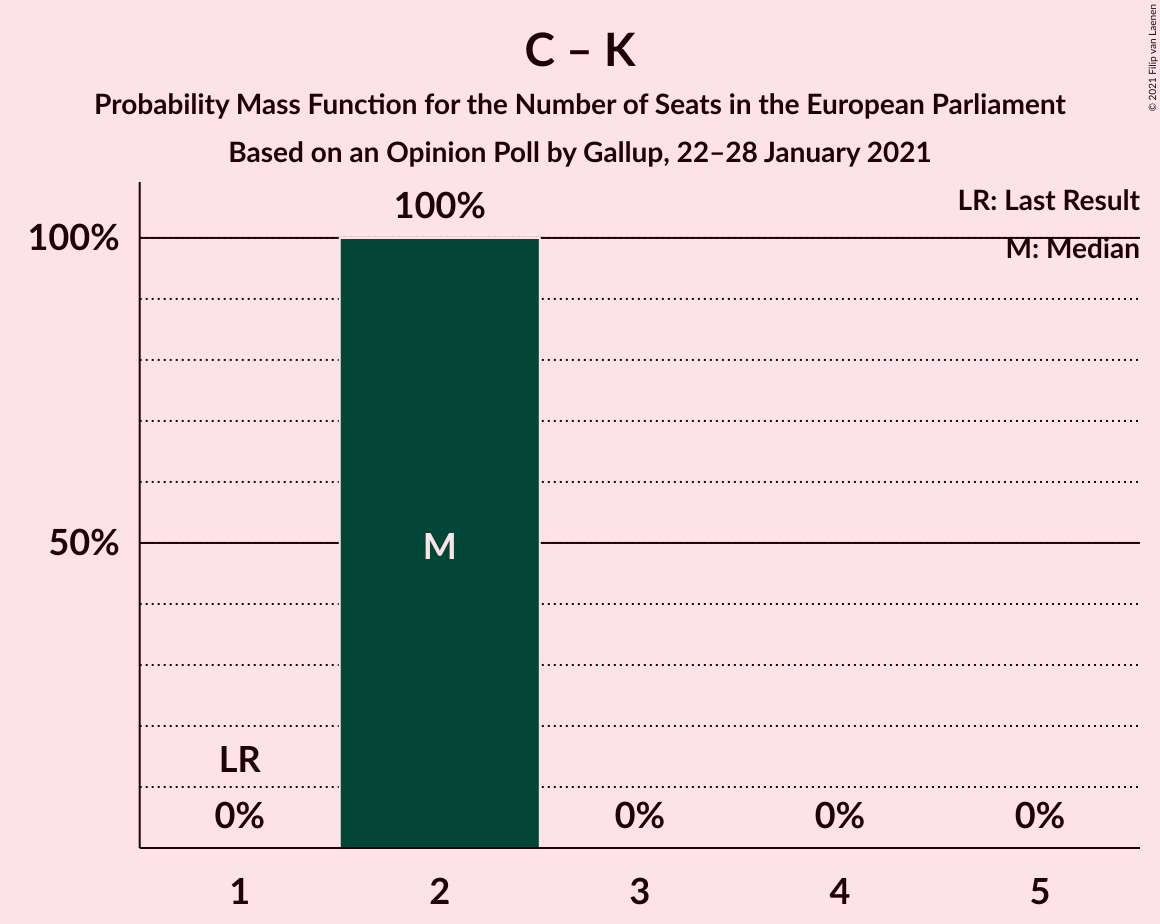 C – K
Probability Mass Function for the Number of Seats in the European Parliament
Based on an Opinion Poll by Gallup, 22–28 January 2021
© 2021 Filip van Laenen
LR: Last Result
M: Median
100%
100%
50%
M
LR
0%
0%
0%
0%
1
2
3
4
5